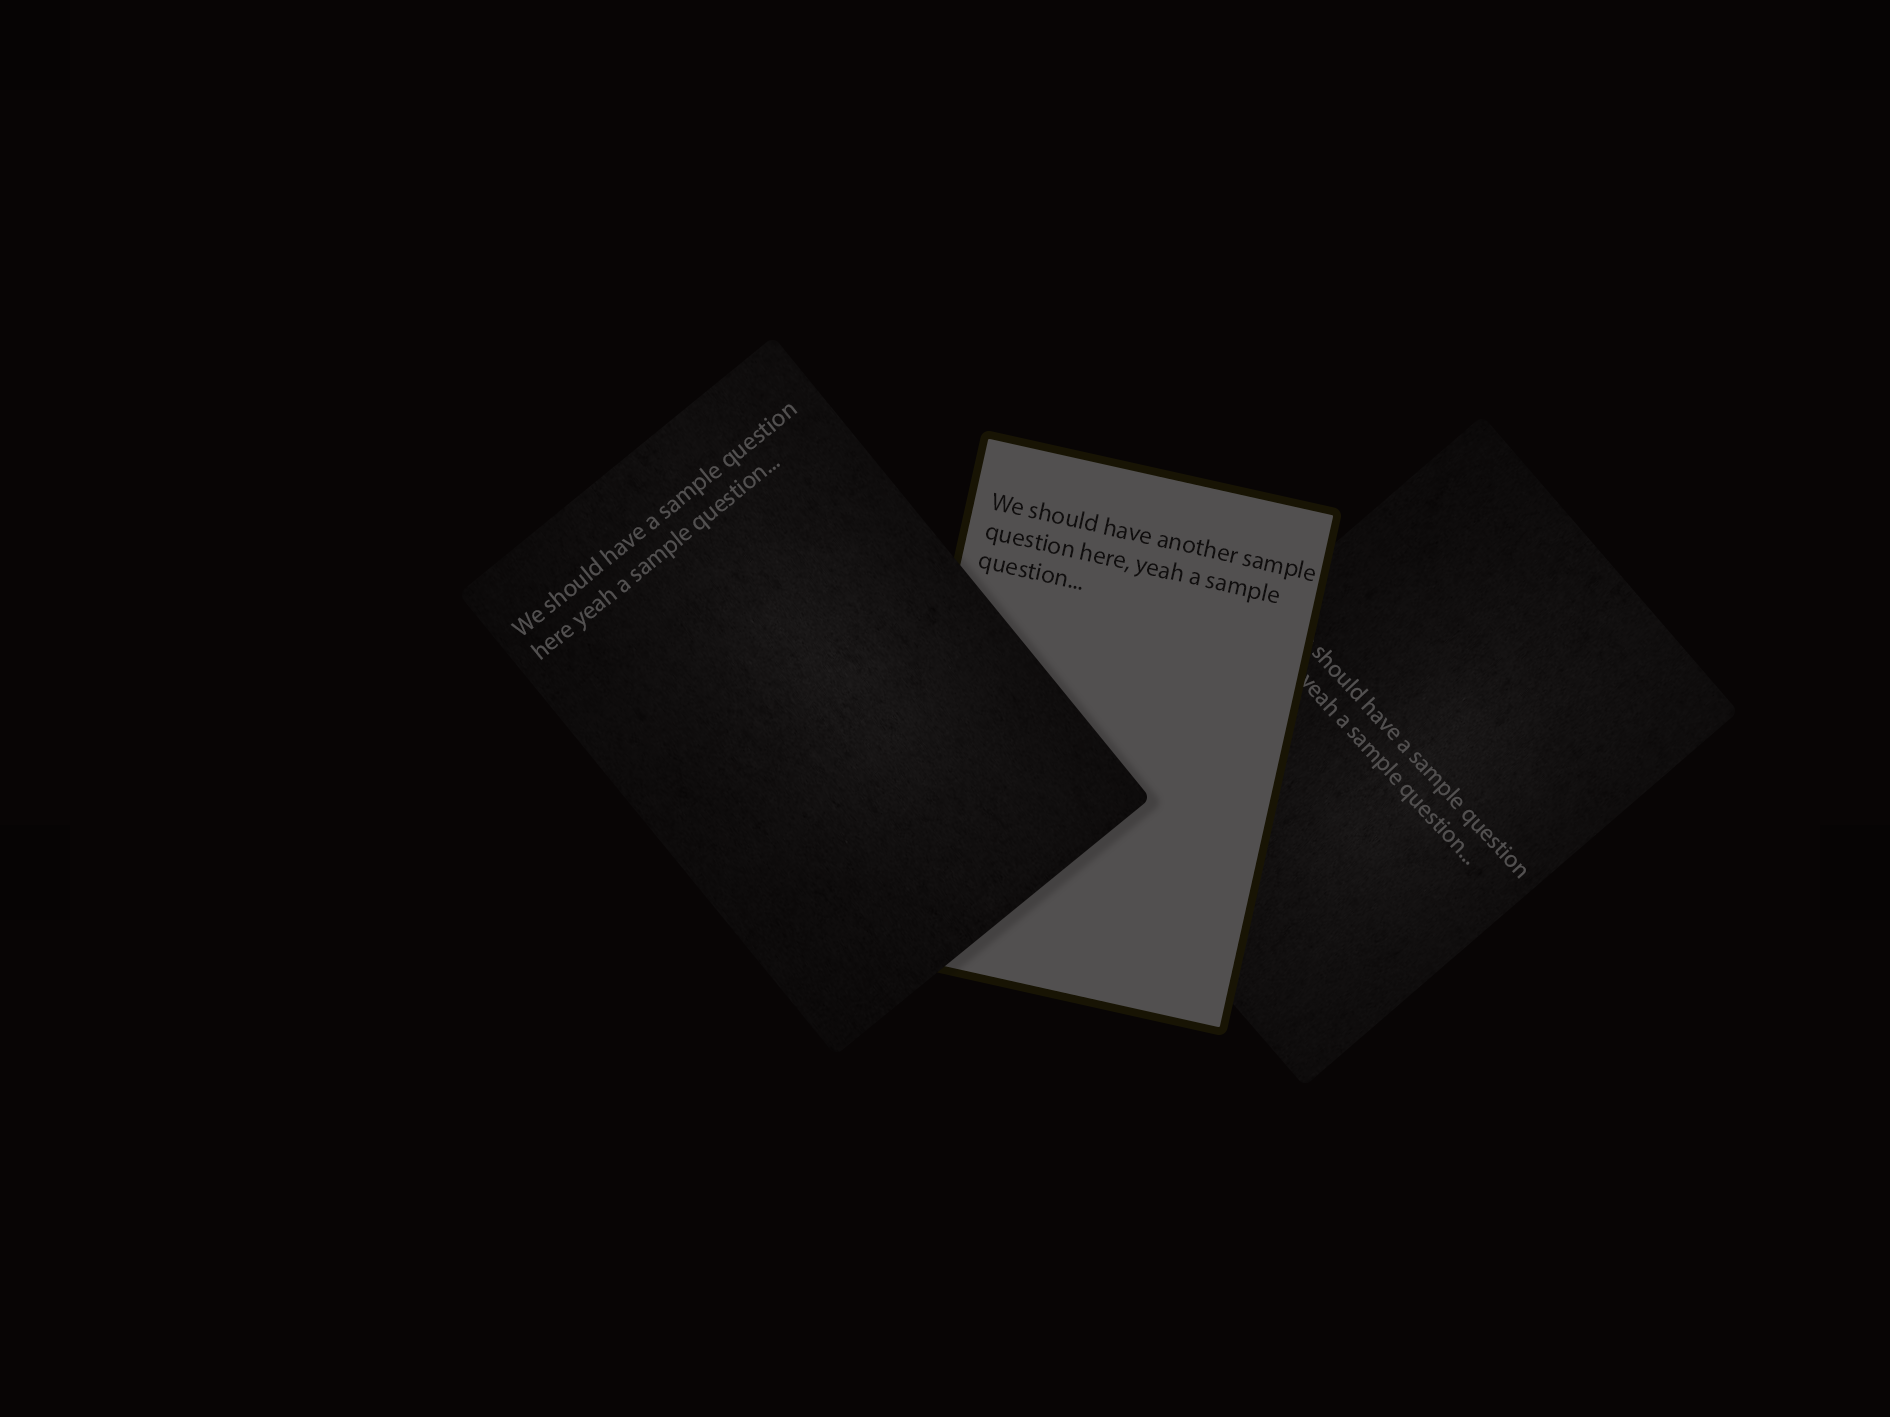 We should have a sample question
here yeah a sample question...
We should have another sample
question here, yeah a sample
question...
should have a sample question
yeah a sample question...